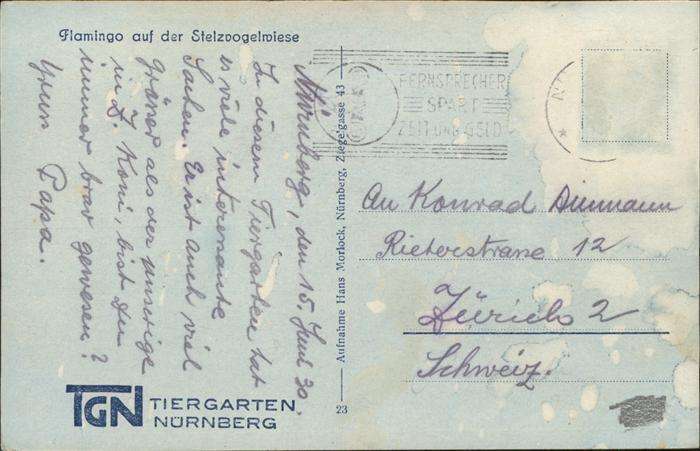 Flamingo auf der Stelzvogelwiese
Nürnberg, den 15. Juni 30.
In diesem Tiergarten hat
es viele interessante
Sachen. Er ist auch viel
gröser als der unsrige
in Z. Koni, bist Du
immer brav gewesen?
Gruss Papa.
TGN TIERGARTEN
NÜRNBERG
Aufnahme Hans Morlock, Nürnberg, Ziegelgasse 43
23
FERNSPRECHER
SPART
ZEIT UND GELD
An Konrad
Rieterstrasse 12
Zürich 2
Schweiz.